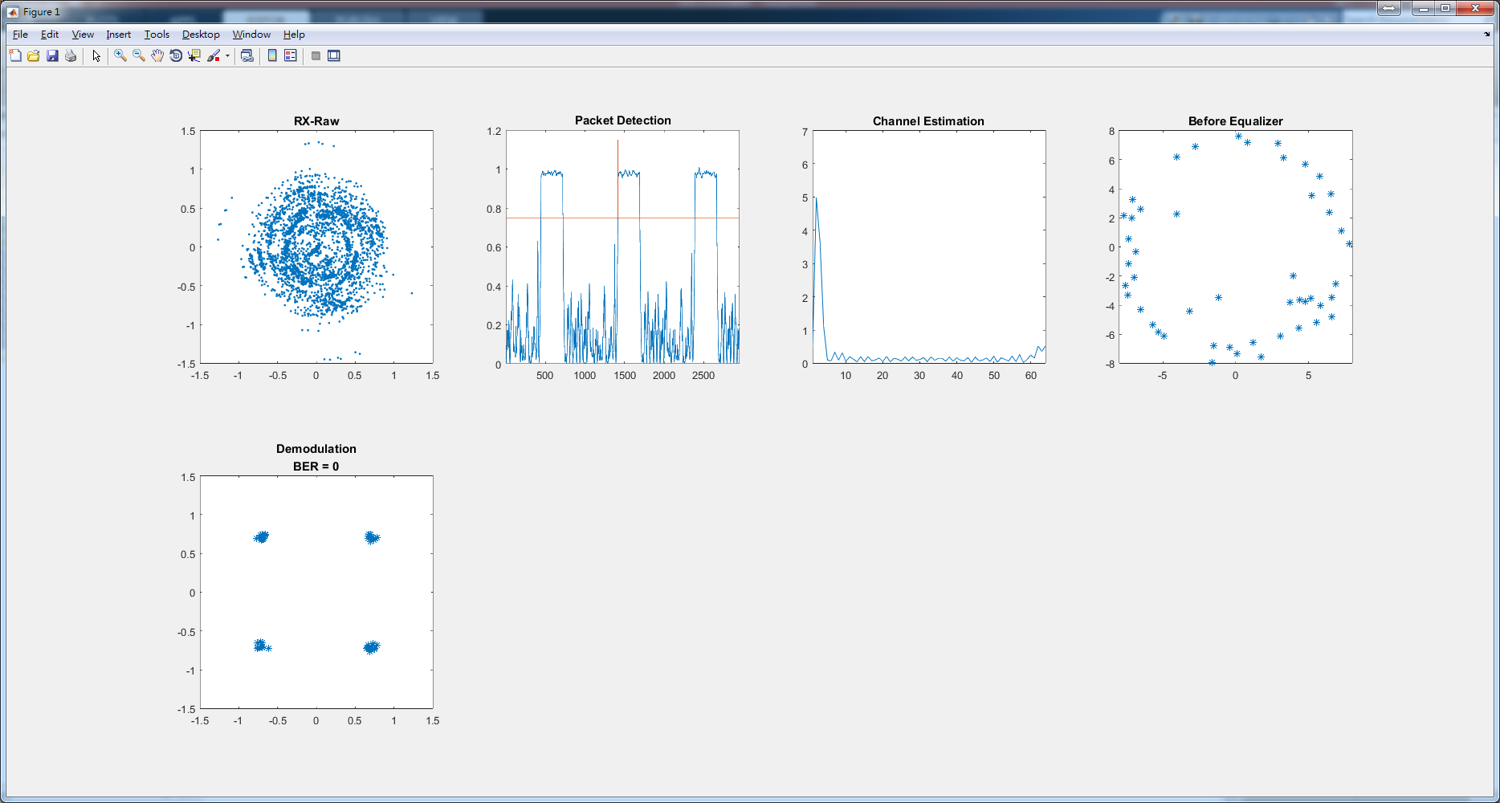 Figure 1
File Edit View Insert Tools Desktop Window Help
RX-Raw
1.5
1
0.5
0
-0.5
-1
-1.5
-1.5 -1 -0.5 0 0.5 1 1.5
Packet Detection
1.2
1
0.8
0.6
0.4
0.2
0
500 1000 1500 2000 2500
Channel Estimation
7
6
5
4
3
2
1
0
10 20 30 40 50 60
Before Equalizer
8
6
4
2
0
-2
-4
-6
-8
-5 0 5
Demodulation
BER = 0
1.5
1
0.5
0
-0.5
-1
-1.5
-1.5 -1 -0.5 0 0.5 1 1.5